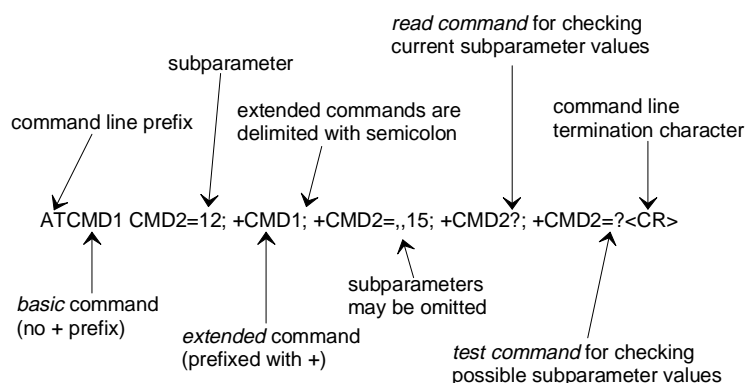 read command for checking
current subparameter values
subparameter
extended commands are
delimited with semicolon
command line
termination character
command line prefix
ATCMD1 CMD2=12; +CMD1; +CMD2=,,15; +CMD2?; +CMD2=?<CR>
basic command
(no + prefix)
extended command
(prefixed with +)
subparameters
may be omitted
test command for checking
possible subparameter values